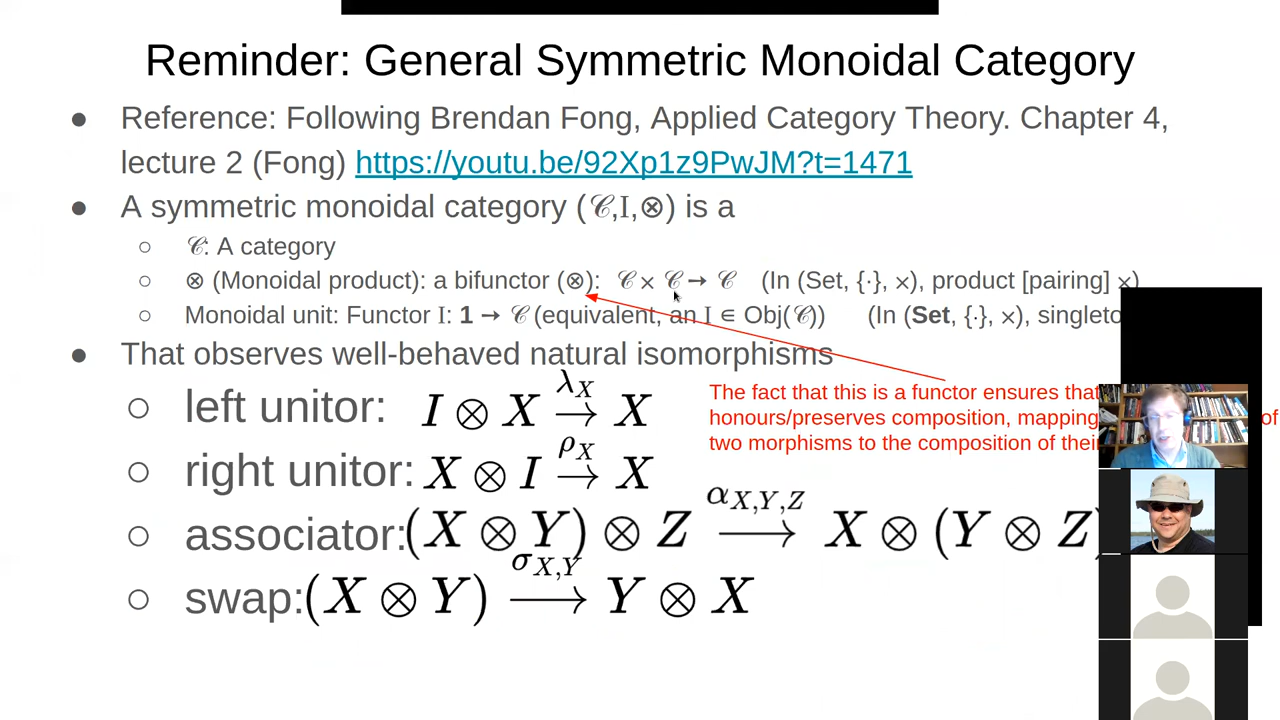 Reminder: General Symmetric Monoidal Category
● Reference: Following Brendan Fong, Applied Category Theory. Chapter 4,
lecture 2 (Fong) https://youtu.be/92Xp1z9PwJM?t=1471
● A symmetric monoidal category (𝒞,I,⊗) is a
○ 𝒞: A category
○ ⊗ (Monoidal product): a bifunctor (⊗): 𝒞 × 𝒞 → 𝒞 (In (Set, {·}, ×), product [pairing] ×)
○ Monoidal unit: Functor I: 1 → 𝒞 (equivalent, an I ∈ Obj(𝒞)) (In (Set, {·}, ×),
● That observes well-behaved natural isomorphisms
The fact that this is a functor ensures that
honours/preserves composition, mapping of
two morphisms to the composition of
○ left unitor: I ⊗ X →^{λ_X} X
○ right unitor: X ⊗ I →^{ρ_X} X
○ associator: (X ⊗ Y) ⊗ Z →^{α_{X,Y,Z}} X ⊗ (Y ⊗ Z)
○ swap: (X ⊗ Y) →^{σ_{X,Y}} Y ⊗ X